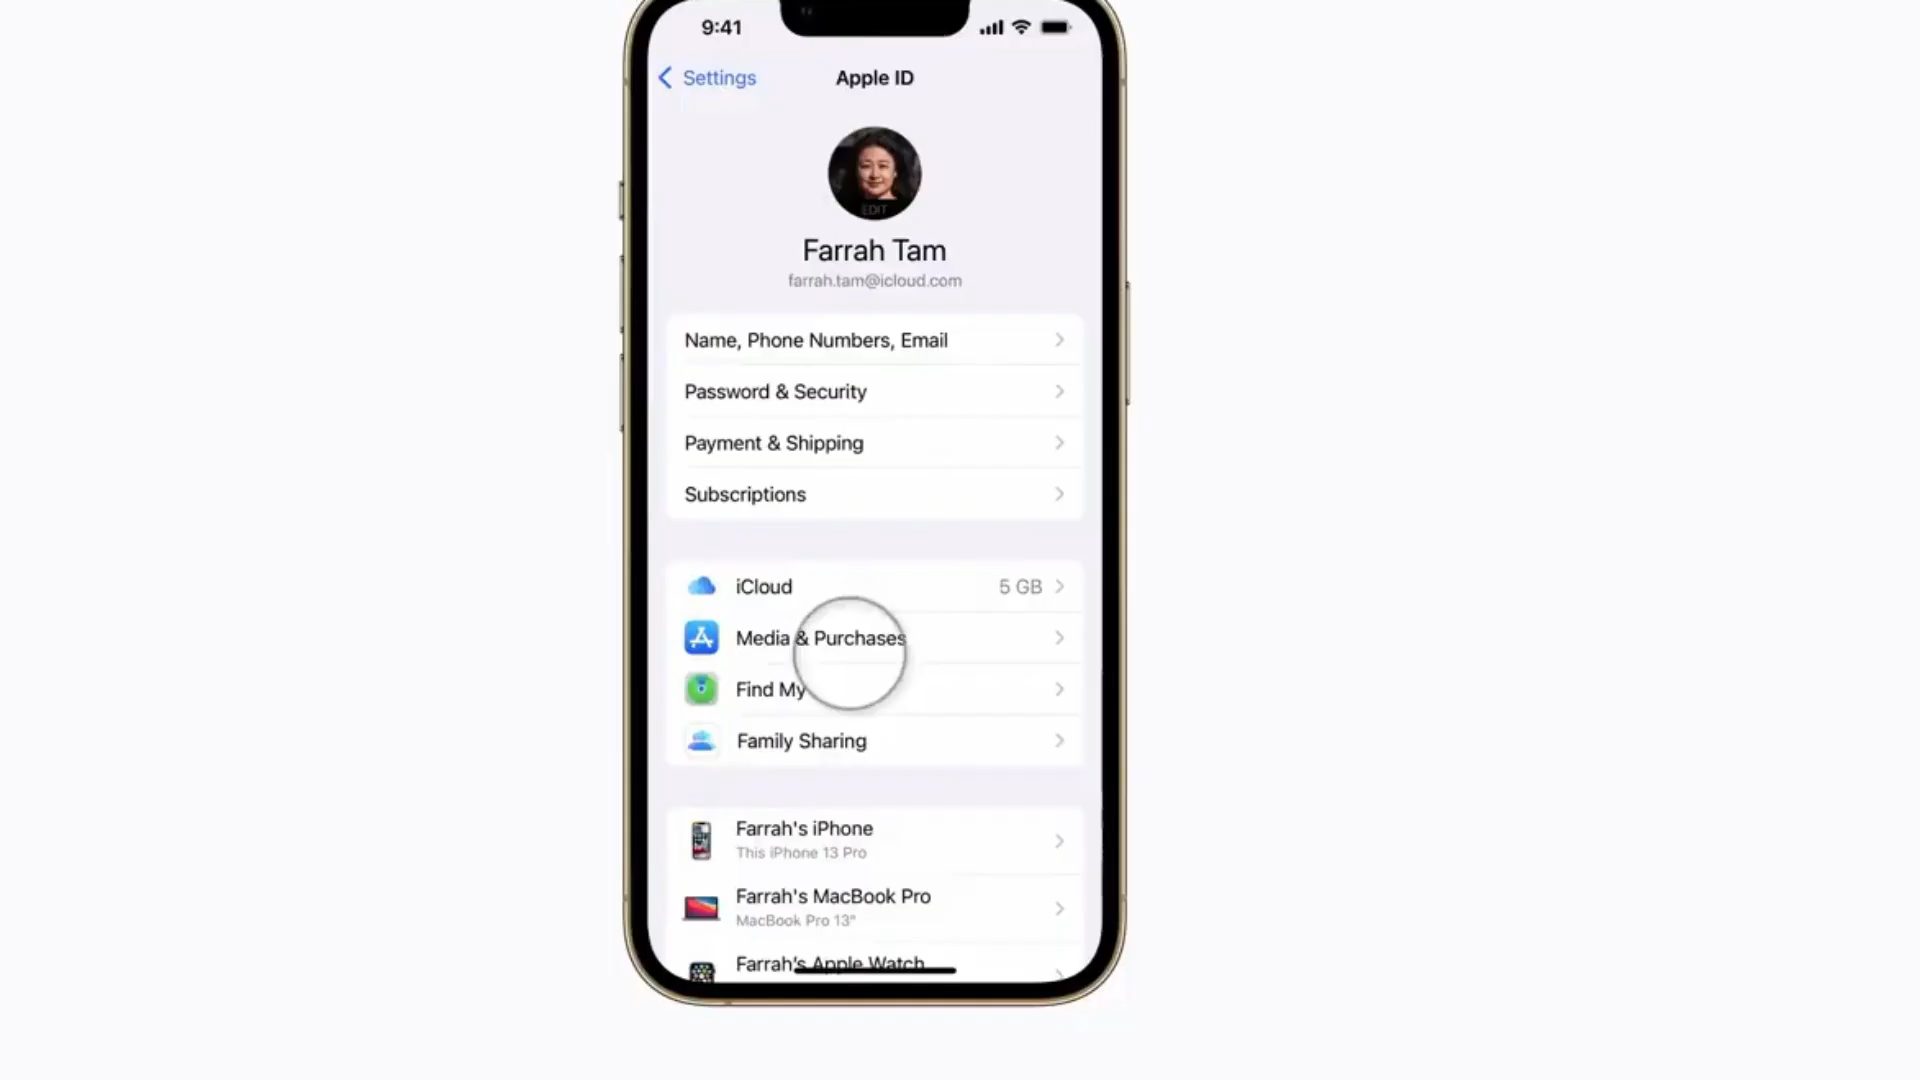 9:41
Settings
Apple ID
EDIT
Farrah Tam
farrah.tam@icloud.com
Name, Phone Numbers, Email
Password & Security
Payment & Shipping
Subscriptions
iCloud 5 GB
Media & Purchases
Find My
Family Sharing
Farrah's iPhone
This iPhone 13 Pro
Farrah's MacBook Pro
MacBook Pro 13"
Farrah's Apple Watch